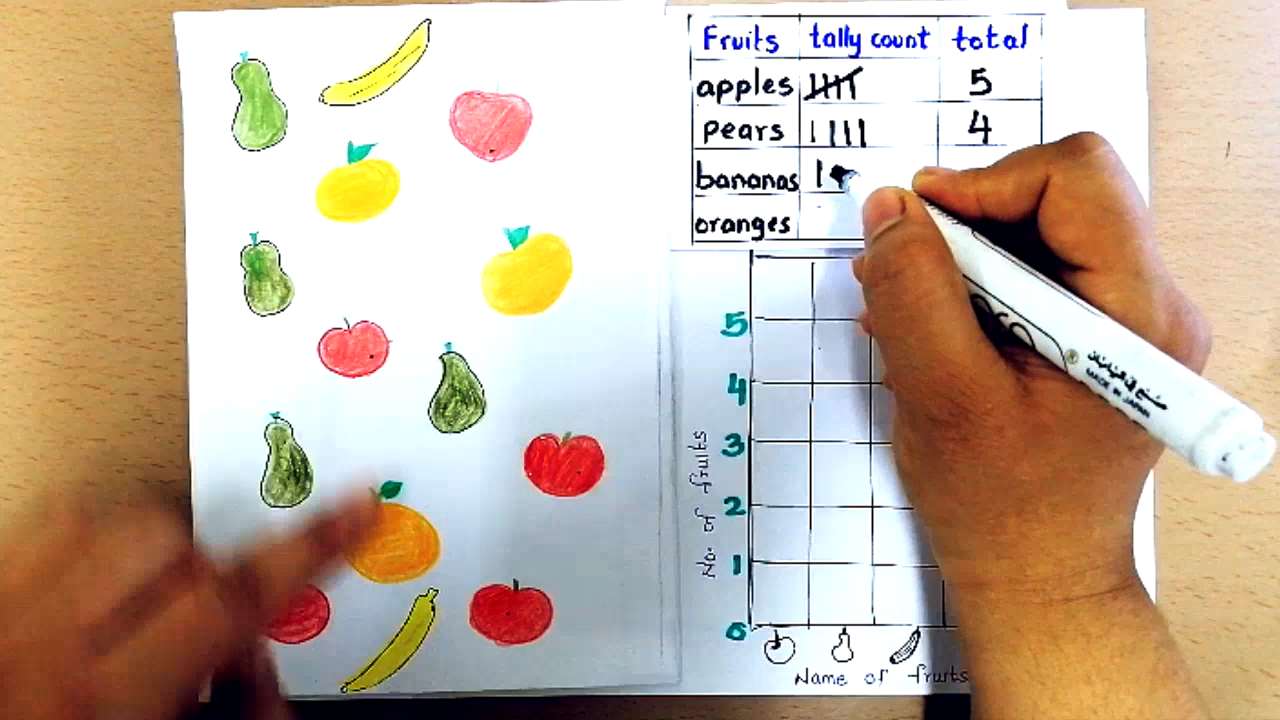 Fruits tally count total
apples 5
pears 4
bananas
oranges
5
4
3
2
1
0
No. of fruits
Name of fruits
MADE IN JAPAN